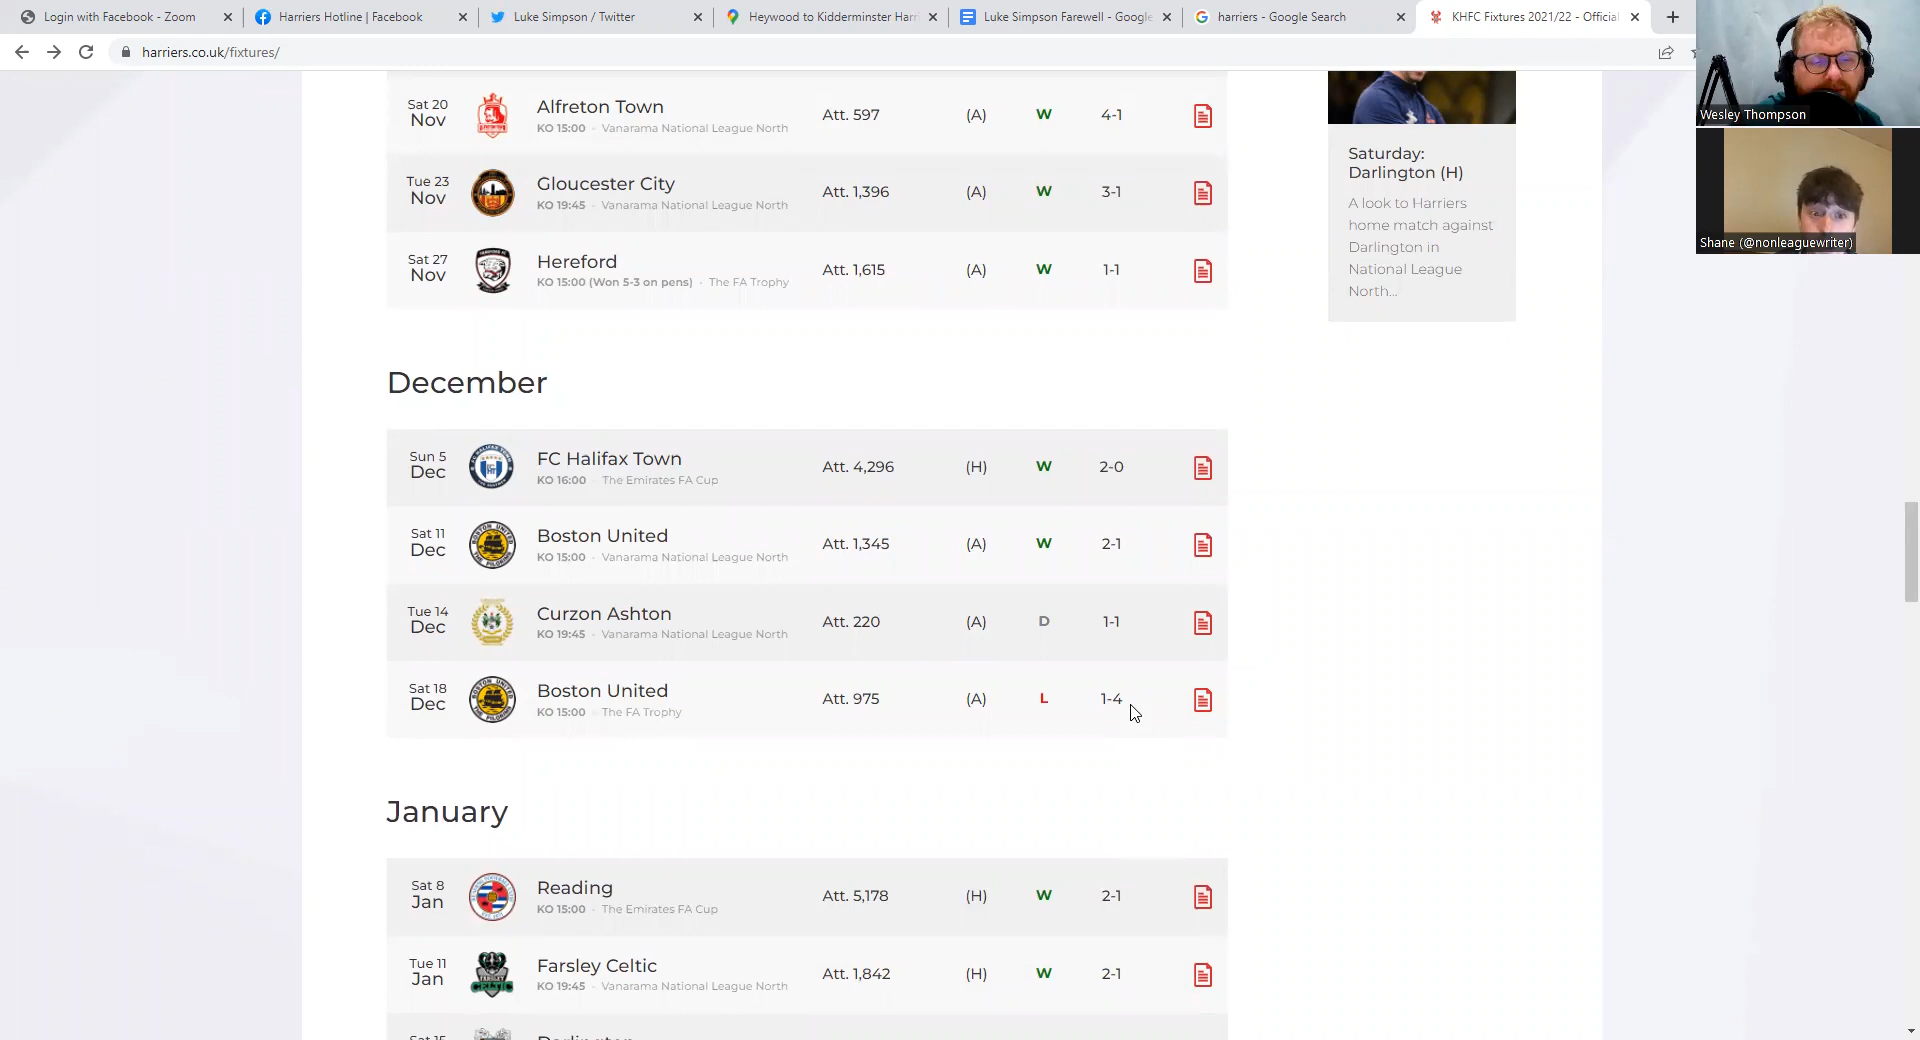 Login with Facebook - Zoom
Harriers Hotline | Facebook
Luke Simpson / Twitter
Heywood to Kidderminster Harr
Luke Simpson Farewell - Google
harriers - Google Search
KHFC Fixtures 2021/22 - Official
harriers.co.uk/fixtures/
Wesley Thompson
Shane (@nonleaguewriter)
Sat 20 Nov Alfreton Town Att. 597 (A) W 4-1
KO 15:00 - Vanarama National League North
Tue 23 Nov Gloucester City Att. 1,396 (A) W 3-1
KO 19:45 - Vanarama National League North
Sat 27 Nov Hereford Att. 1,615 (A) W 1-1
KO 15:00 (Won 5-3 on pens) - The FA Trophy
Saturday:
Darlington (H)
A look to Harriers
home match against
Darlington in
National League
North...
December
Sun 5 Dec FC Halifax Town Att. 4,296 (H) W 2-0
KO 16:00 - The Emirates FA Cup
Sat 11 Dec Boston United Att. 1,345 (A) W 2-1
KO 15:00 - Vanarama National League North
Tue 14 Dec Curzon Ashton Att. 220 (A) D 1-1
KO 19:45 - Vanarama National League North
Sat 18 Dec Boston United Att. 975 (A) L 1-4
KO 15:00 - The FA Trophy
January
Sat 8 Jan Reading Att. 5,178 (H) W 2-1
KO 15:00 - The Emirates FA Cup
Tue 11 Jan Farsley Celtic Att. 1,842 (H) W 2-1
KO 19:45 - Vanarama National League North